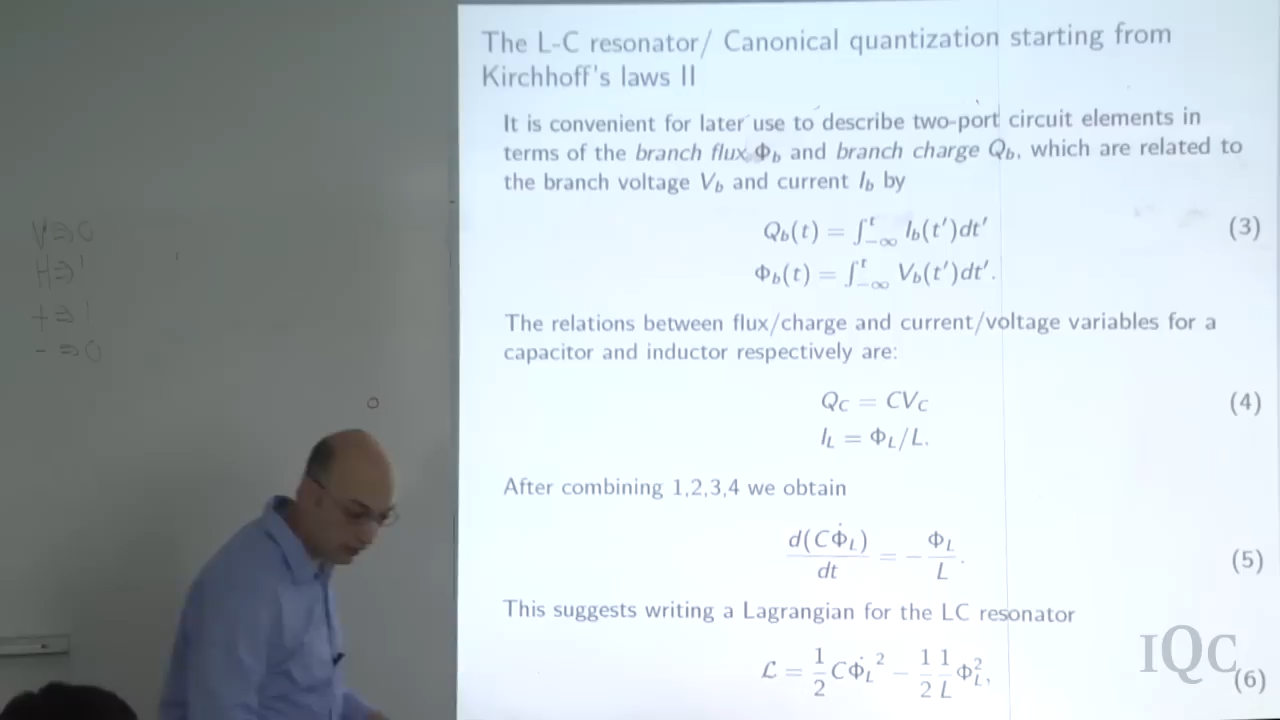 The L-C resonator/ Canonical quantization starting from
Kirchhoff's laws II
It is convenient for later use to describe two-port circuit elements in
terms of the branch flux Φ_b and branch charge Q_b, which are related to
the branch voltage V_b and current I_b by
Q_b(t) = ∫_{-∞}^{t} I_b(t′)dt′ (3)
Φ_b(t) = ∫_{-∞}^{t} V_b(t′)dt′.
The relations between flux/charge and current/voltage variables for a
capacitor and inductor respectively are:
Q_C = CV_C (4)
I_L = Φ_L/L.
After combining 1,2,3,4 we obtain
d(CΦ̇_L)/dt = − Φ_L/L. (5)
This suggests writing a Lagrangian for the LC resonator
ℒ = 1/2 CΦ̇_L² − 1/2 1/L Φ_L², (6)
IQC
V⇒0
H⇒1
+⇒1
-⇒0